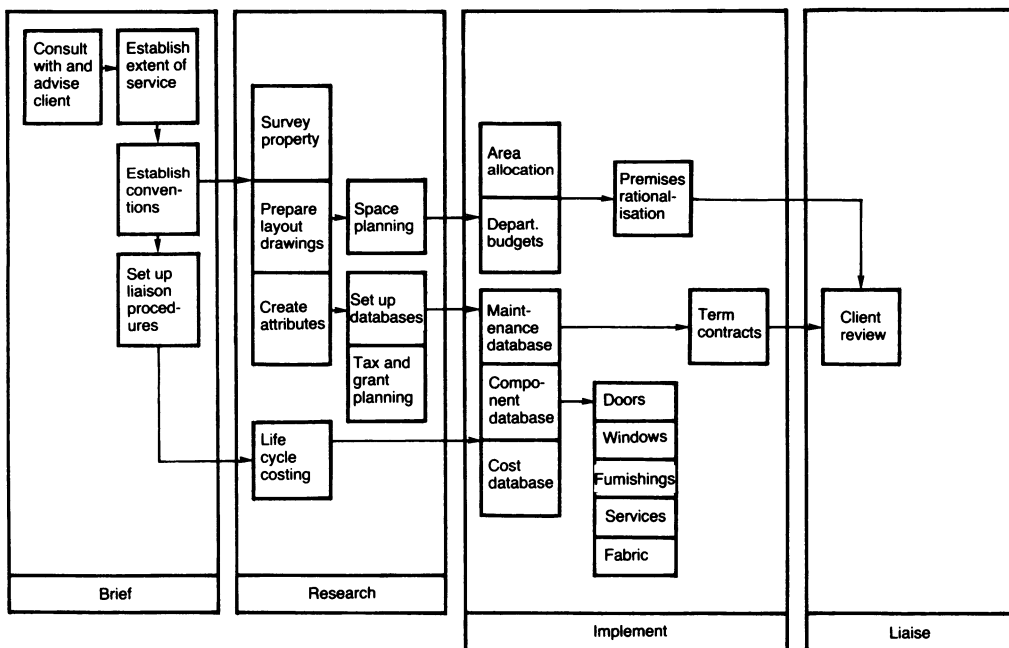 Consult
with and
advise
client
Establish
extent of
service
Establish
conven-
tions
Set up
liaison
proced-
ures
Brief
Survey
property
Prepare
layout
drawings
Create
attributes
Space
planning
Set up
databases
Tax and
grant
planning
Life
cycle
costing
Research
Area
allocation
Depart.
budgets
Premises
rational-
isation
Maint-
enance
database
Compo-
nent
database
Cost
database
Term
contracts
Doors
Windows
Furnishings
Services
Fabric
Implement
Client
review
Liaise